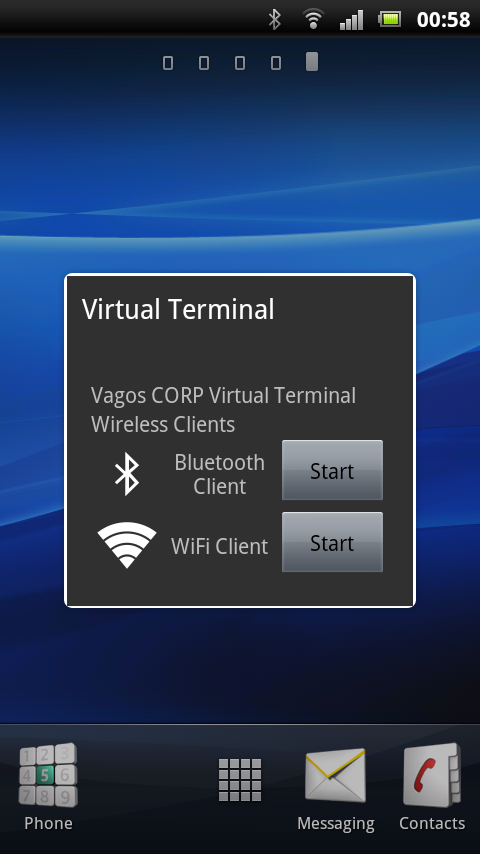 00:58
Virtual Terminal
Vagos CORP Virtual Terminal
Wireless Clients
Bluetooth
Client
Start
WiFi Client
Start
1 2 3
4 5 6
7 8 9
Phone
Messaging
Contacts